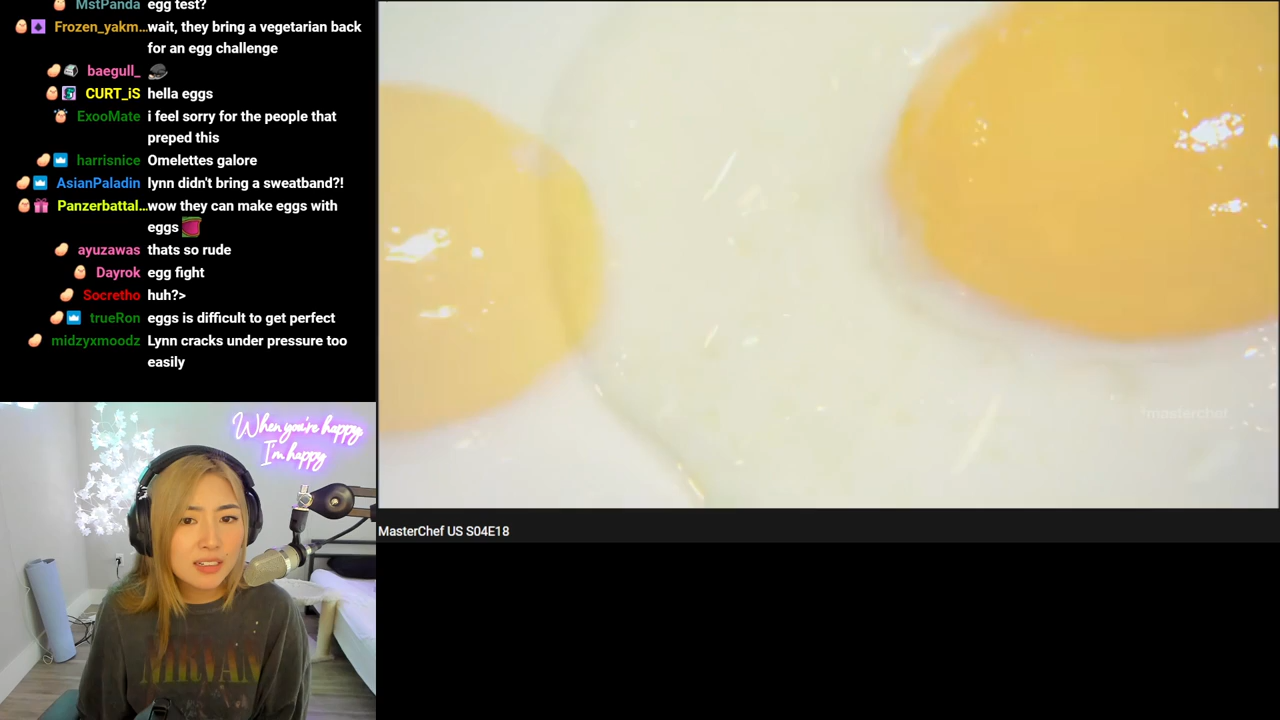 MstPanda egg test?
Frozen_yakm... wait, they bring a vegetarian back
for an egg challenge
baegull_
CURT_iS hella eggs
ExooMate i feel sorry for the people that
preped this
harrisnice Omelettes galore
AsianPaladin lynn didn't bring a sweatband?!
Panzerbattal... wow they can make eggs with
eggs
ayuzawas thats so rude
Dayrok egg fight
Socretho huh?>
trueRon eggs is difficult to get perfect
midzyxmoodz Lynn cracks under pressure too
easily
When you're happy
I'm happy
NIRVAN
masterchef
MasterChef US S04E18